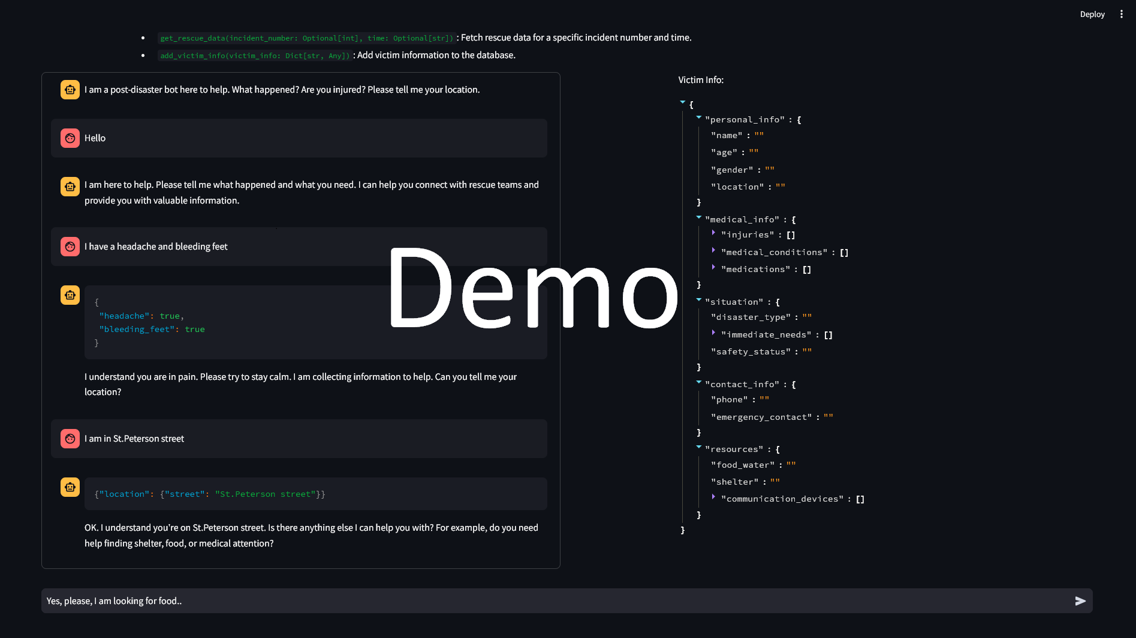 Deploy
get_rescue_data(incident_number: Optional[int], time: Optional[str]) : Fetch rescue data for a specific incident number and time.
add_victim_info(victim_info: Dict[str, Any]) : Add victim information to the database.
I am a post-disaster bot here to help. What happened? Are you injured? Please tell me your location.
Hello
I am here to help. Please tell me what happened and what you need. I can help you connect with rescue teams and
provide you with valuable information.
I have a headache and bleeding feet
{
"headache": true,
"bleeding_feet": true
}
I understand you are in pain. Please try to stay calm. I am collecting information to help. Can you tell me your
location?
I am in St.Peterson street
{"location": {"street": "St.Peterson street"}}
OK. I understand you're on St.Peterson street. Is there anything else I can help you with? For example, do you need
help finding shelter, food, or medical attention?
Yes, please, I am looking for food..
Demo
Victim Info:
{
"personal_info" : {
"name" : ""
"age" : ""
"gender" : ""
"location" : ""
}
"medical_info" : {
"injuries" : []
"medical_conditions" : []
"medications" : []
}
"situation" : {
"disaster_type" : ""
"immediate_needs" : []
"safety_status" : ""
}
"contact_info" : {
"phone" : ""
"emergency_contact" : ""
}
"resources" : {
"food_water" : ""
"shelter" : ""
"communication_devices" : []
}
}